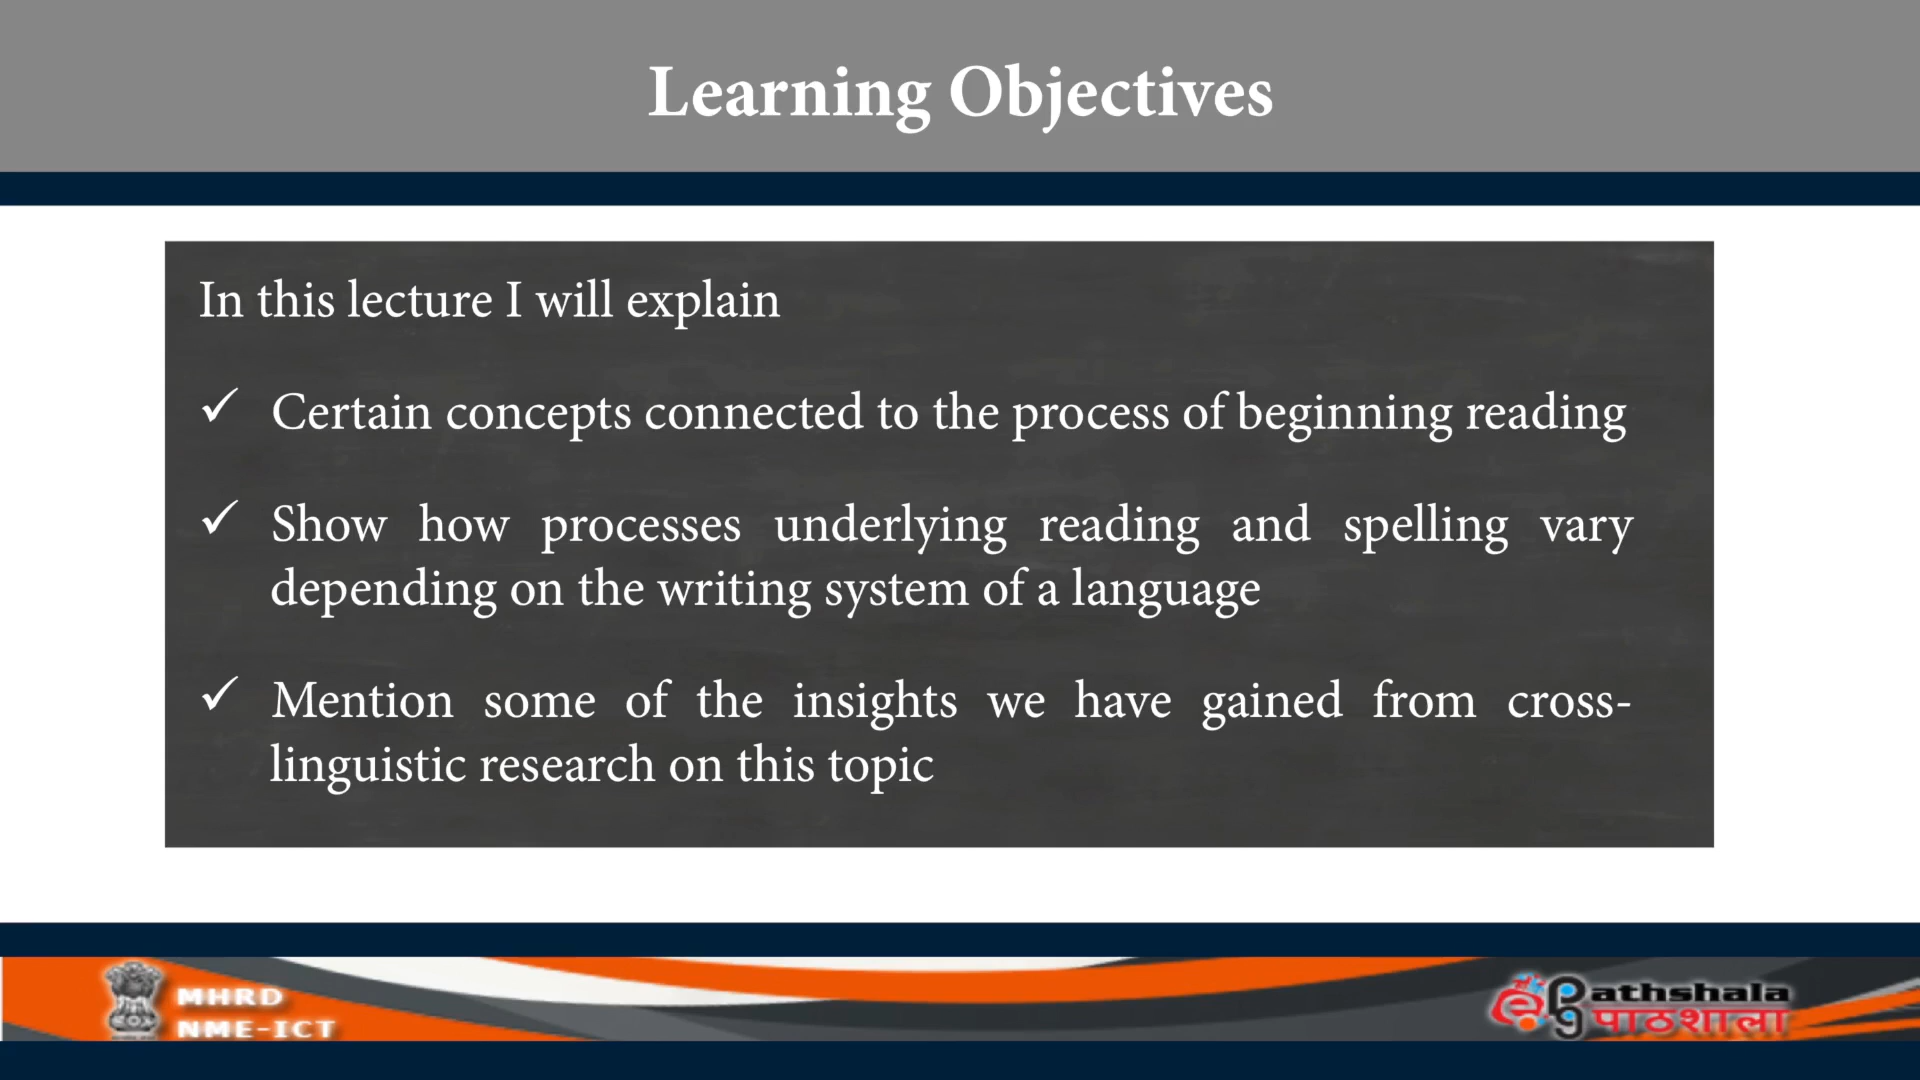 Learning Objectives
In this lecture I will explain
✓ Certain concepts connected to the process of beginning reading
✓ Show how processes underlying reading and spelling vary
depending on the writing system of a language
✓ Mention some of the insights we have gained from cross-
linguistic research on this topic
MHRD
NME-ICT
ePathshala
पाठशाला